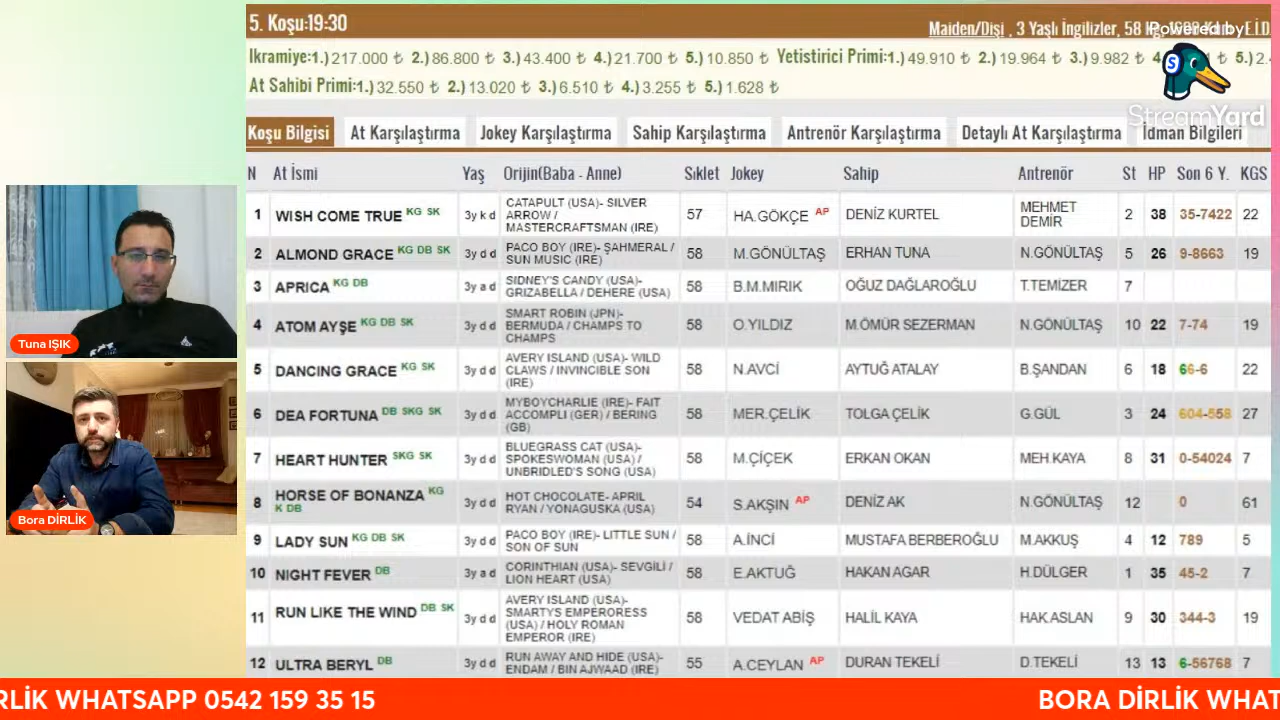 5. Koşu:19:30
Maiden/Dişi , 3 Yaşlı İngilizler, 58
Powered by
İkramiye:1.) 217.000 ₺ 2.) 86.800 ₺ 3.) 43.400 ₺ 4.) 21.700 ₺ 5.) 10.850 ₺ Yetistirici Primi:1.) 49.910 ₺ 2.) 19.964 ₺ 3.) 9.982 ₺
At Sahibi Primi:1.) 32.550 ₺ 2.) 13.020 ₺ 3.) 6.510 ₺ 4.) 3.255 ₺ 5.) 1.628 ₺
StreamYard
Koşu Bilgisi At Karşılaştırma Jokey Karşılaştırma Sahip Karşılaştırma Antrenör Karşılaştırma Detaylı At Karşılaştırma İdman Bilgileri
N At İsmi Yaş Orijin(Baba - Anne) Sıklet Jokey Sahip Antrenör St HP Son 6 Y. KGS
1 WISH COME TRUE KG SK 3y k d CATAPULT (USA)- SILVER ARROW / MASTERCRAFTSMAN (IRE) 57 HA.GÖKÇE AP DENİZ KURTEL MEHMET DEMİR 2 38 35-7422 22
2 ALMOND GRACE KG DB SK 3y d d PACO BOY (IRE)- ŞAHMERAL / SUN MUSIC (IRE) 58 M.GÖNÜLTAŞ ERHAN TUNA N.GÖNÜLTAŞ 5 26 9-8663 19
3 APRICA KG DB 3y a d SIDNEY'S CANDY (USA)- GRIZABELLA / DEHERE (USA) 58 B.M.MIRIK OĞUZ DAĞLAROĞLU T.TEMİZER 7
4 ATOM AYŞE KG DB SK 3y d d SMART ROBIN (JPN)- BERMUDA / CHAMPS TO CHAMPS 58 O.YILDIZ M.ÖMÜR SEZERMAN N.GÖNÜLTAŞ 10 22 7-74 19
5 DANCING GRACE KG SK 3y d d AVERY ISLAND (USA)- WILD CLAWS / INVINCIBLE SON (IRE) 58 N.AVCİ AYTUĞ ATALAY B.ŞANDAN 6 18 66-6 22
6 DEA FORTUNA DB SKG SK 3y d d MYBOYCHARLIE (IRE)- FAIT ACCOMPLI (GER) / BERING (GB) 58 MER.ÇELİK TOLGA ÇELİK G.GÜL 3 24 604-558 27
7 HEART HUNTER SKG SK 3y d d BLUEGRASS CAT (USA)- SPOKESWOMAN (USA) / UNBRIDLED'S SONG (USA) 58 M.ÇİÇEK ERKAN OKAN MEH.KAYA 8 31 0-54024 7
8 HORSE OF BONANZA KG K DB 3y d d HOT CHOCOLATE- APRIL RYAN / YONAGUSKA (USA) 54 S.AKŞIN AP DENİZ AK N.GÖNÜLTAŞ 12 0 61
9 LADY SUN KG DB SK 3y d d PACO BOY (IRE)- LITTLE SUN / SON OF SUN 58 A.İNCİ MUSTAFA BERBEROĞLU M.AKKUŞ 4 12 789 5
10 NIGHT FEVER DB 3y a d CORINTHIAN (USA)- SEVGİLİ / LION HEART (USA) 58 E.AKTUĞ HAKAN AGAR H.DÜLGER 1 35 45-2 7
11 RUN LIKE THE WIND DB SK 3y d d AVERY ISLAND (USA)- SMARTYS EMPERORESS (USA) / HOLY ROMAN EMPEROR (IRE) 58 VEDAT ABİŞ HALİL KAYA HAK.ASLAN 9 30 344-3 19
12 ULTRA BERYL DB 3y d d RUN AWAY AND HIDE (USA)- ENDAM / BIN AJWAAD (IRE) 55 A.CEYLAN AP DURAN TEKELİ D.TEKELİ 13 13 6-56768 7
Tuna IŞIK
Bora DİRLİK
RLİK WHATSAPP 0542 159 35 15
BORA DİRLİK WHAT